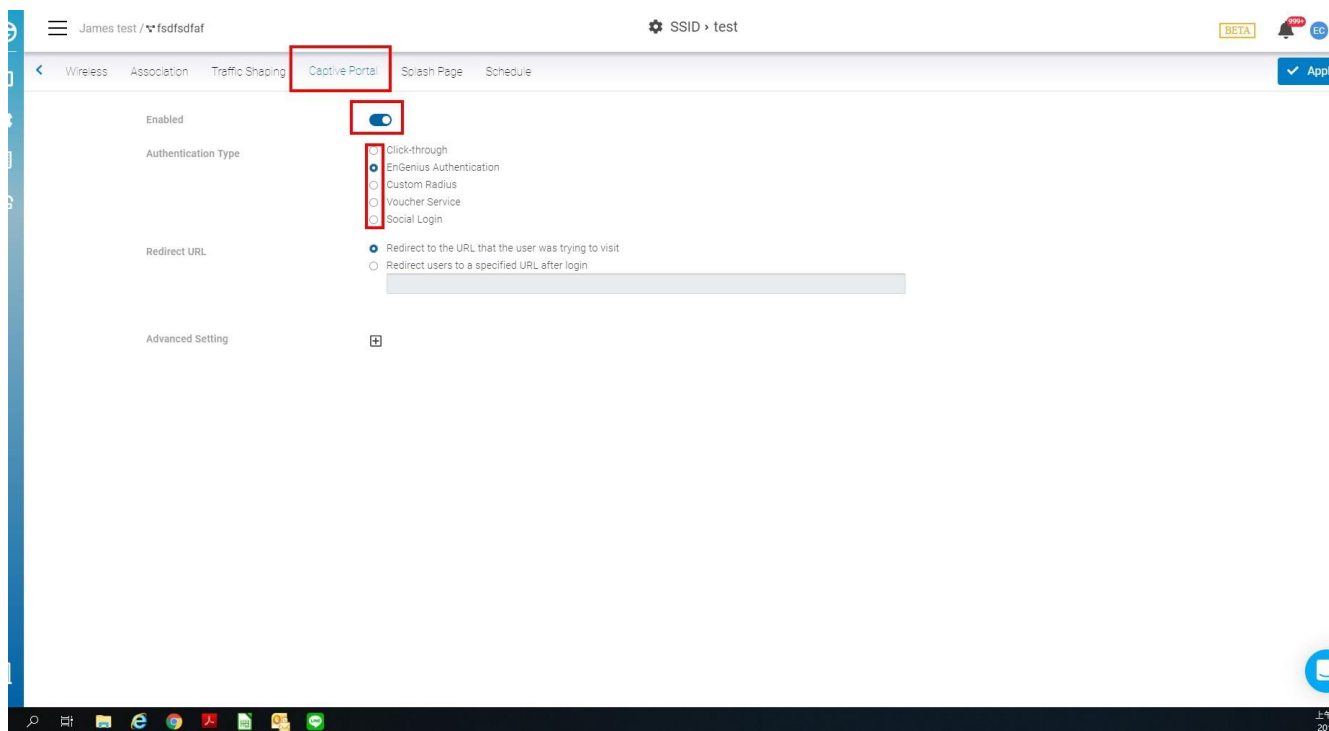 James test / fsdfsdfaf
SSID › test
BETA
999+
EC
Wireless Association Traffic Shaping Captive Portal Splash Page Schedule
Enabled
Authentication Type
Click-through
EnGenius Authentication
Custom Radius
Voucher Service
Social Login
Redirect URL
Redirect to the URL that the user was trying to visit
Redirect users to a specified URL after login
Advanced Setting